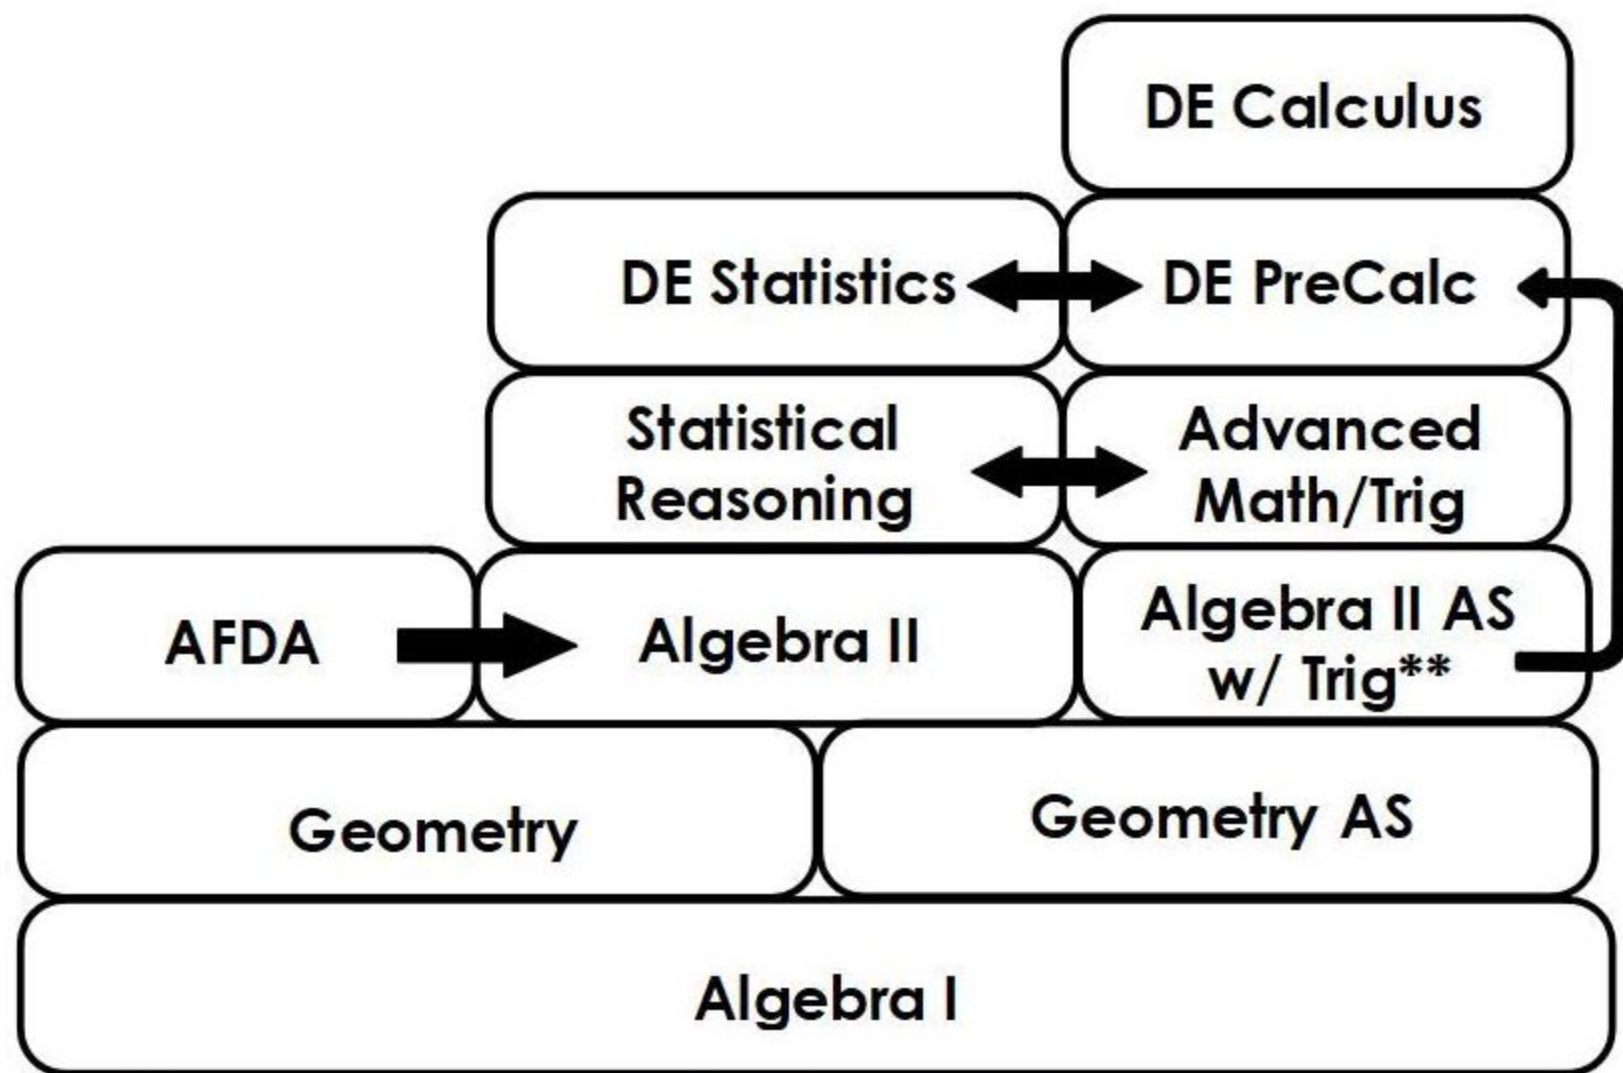 DE Calculus
DE Statistics
DE PreCalc
Statistical
Reasoning
Advanced
Math/Trig
AFDA
Algebra II
Algebra II AS
w/ Trig**
Geometry
Geometry AS
Algebra I